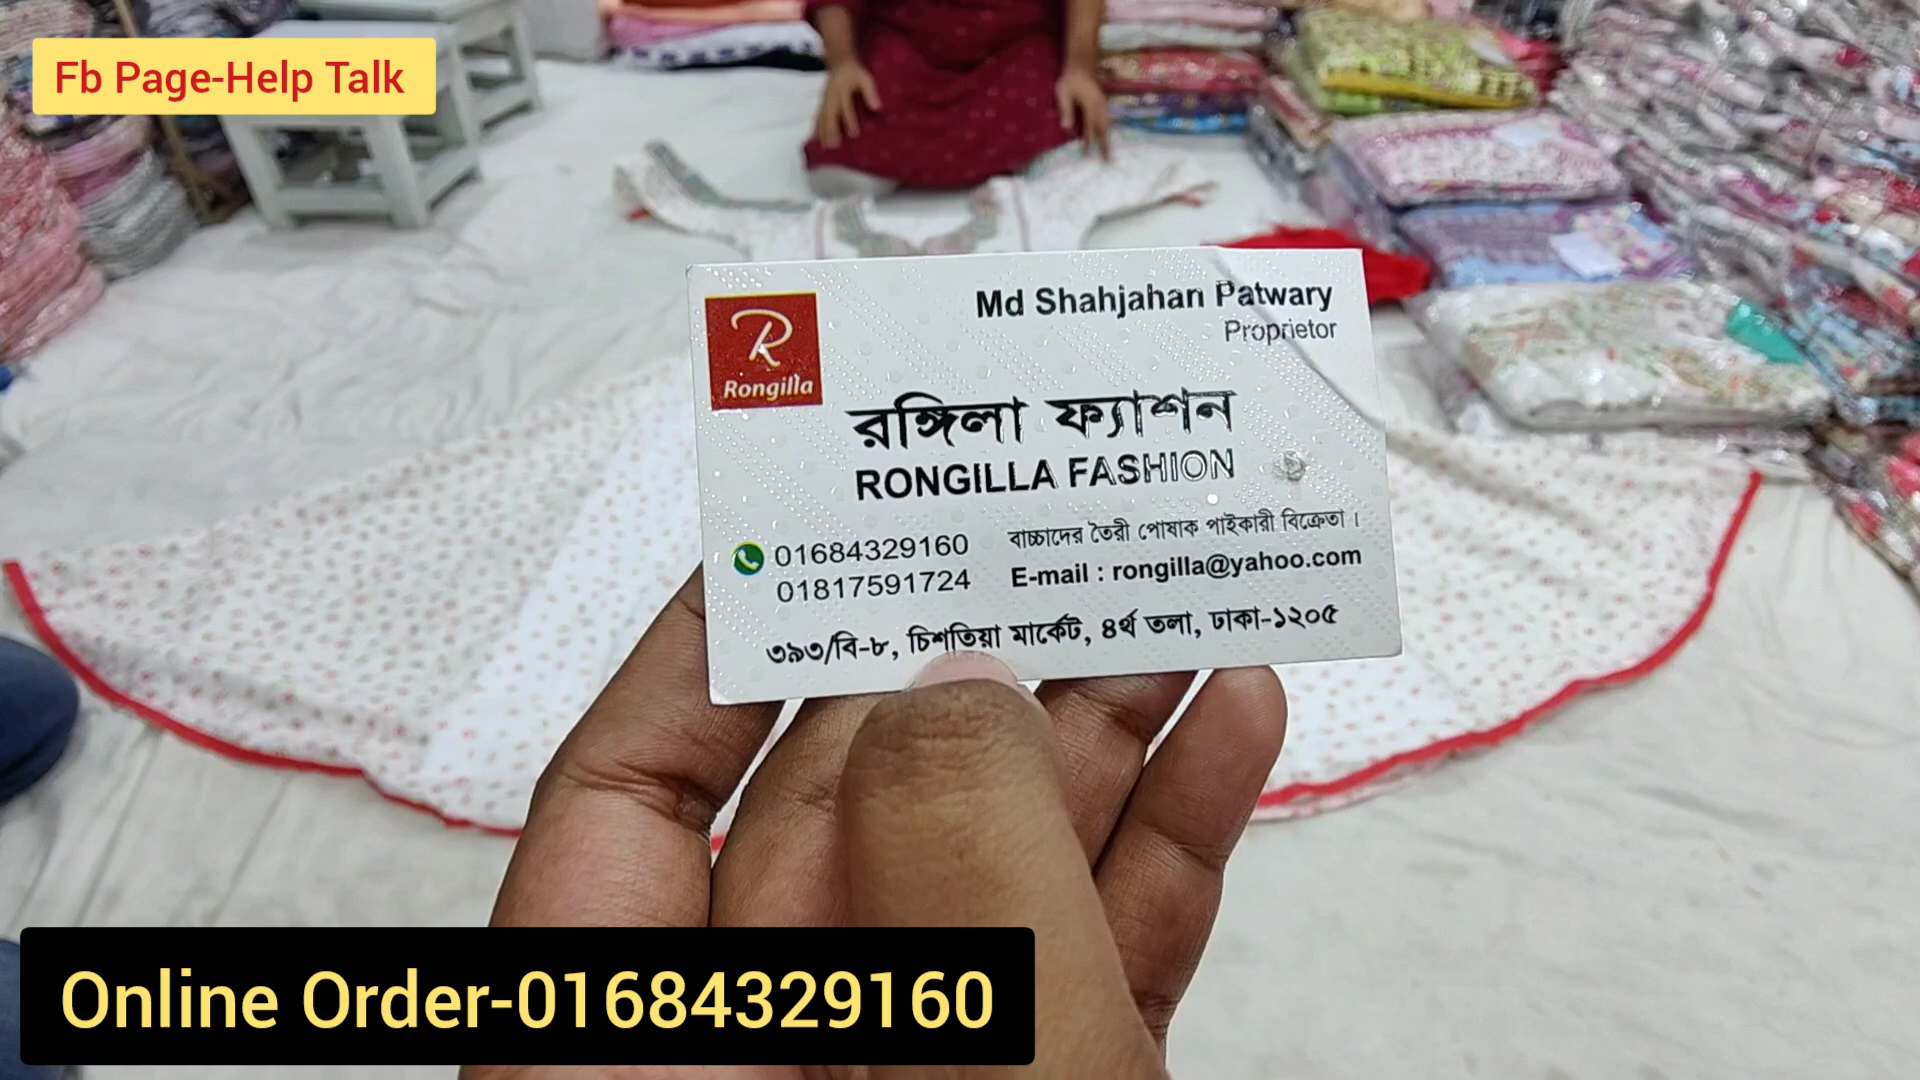 Fb Page-Help Talk
Md Shahjahan Patwary
Proprietor
R
Rongilla
রঙ্গিলা ফ্যাশন
RONGILLA FASHION
01684329160
01817591724
বাচ্চাদের তৈরী পোষাক পাইকারী বিক্রেতা।
E-mail : rongilla@yahoo.com
৩৯৩/বি-৮, চিশতিয়া মার্কেট, ৪র্থ তলা, ঢাকা-১২০৫
Online Order-01684329160